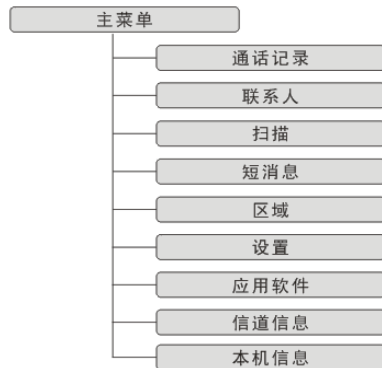 主菜单
通话记录
联系人
扫描
短消息
区域
设置
应用软件
信道信息
本机信息